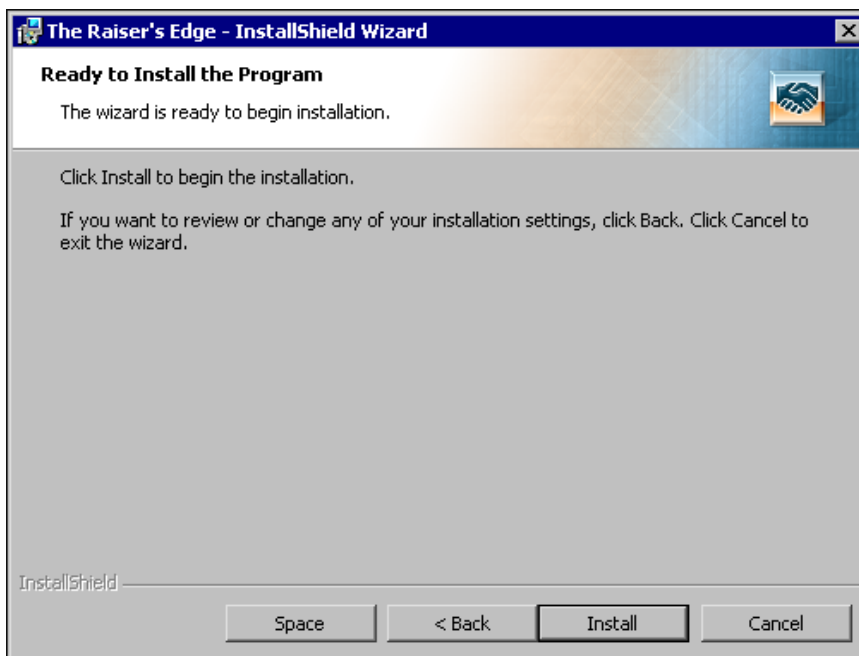 The Raiser's Edge - InstallShield Wizard
Ready to Install the Program
The wizard is ready to begin installation.
Click Install to begin the installation.
If you want to review or change any of your installation settings, click Back. Click Cancel to
exit the wizard.
InstallShield
Space
< Back
Install
Cancel